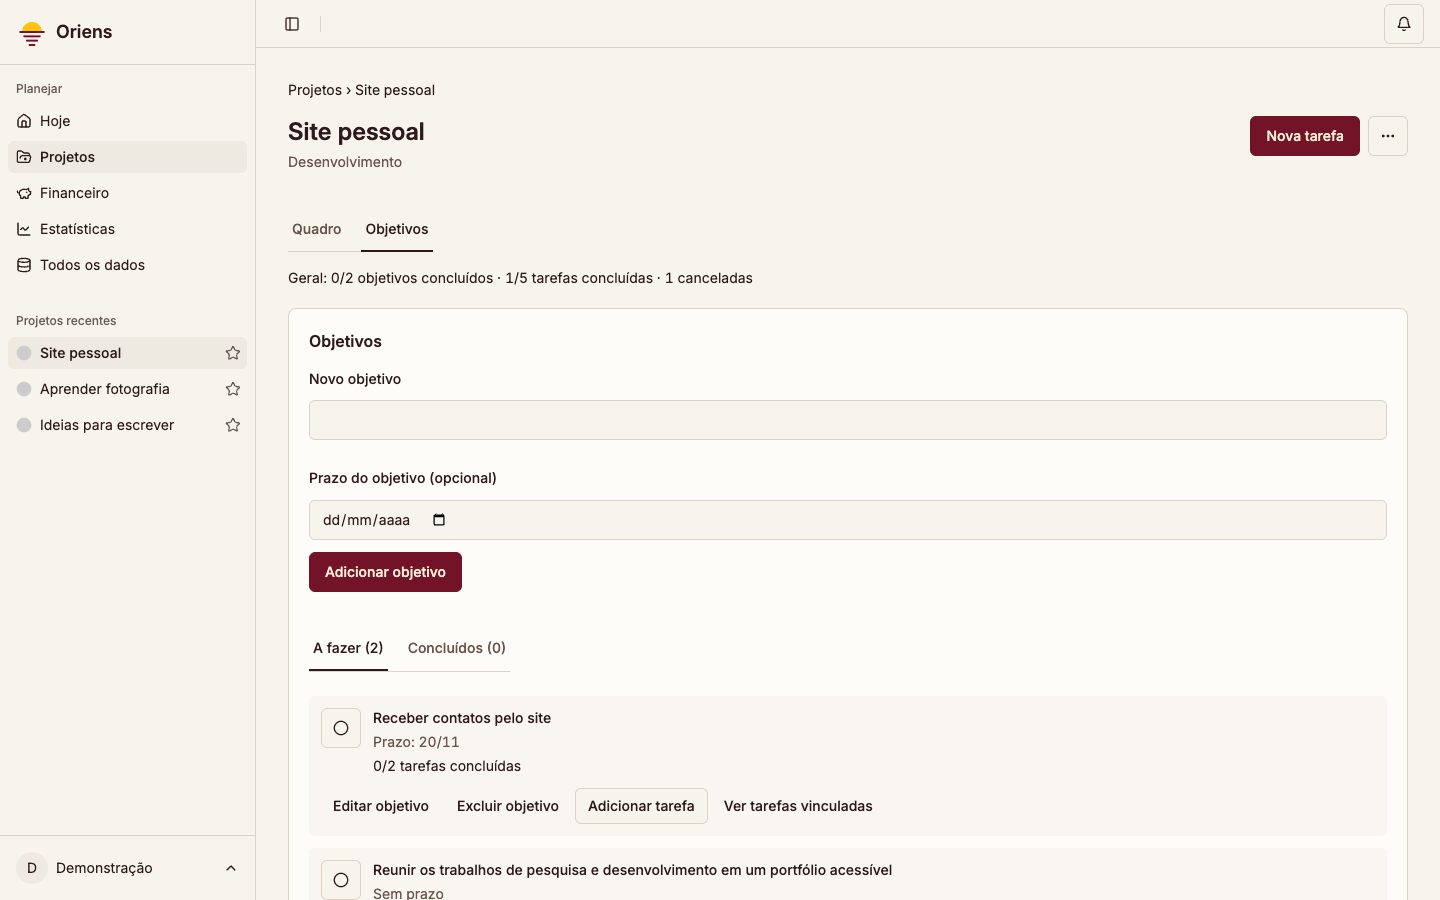 Oriens
Planejar
Hoje
Projetos
Financeiro
Estatísticas
Todos os dados
Projetos recentes
Site pessoal
Aprender fotografia
Ideias para escrever
D
Demonstração
Projetos › Site pessoal
Site pessoal
Desenvolvimento
Nova tarefa
Quadro
Objetivos
Geral: 0/2 objetivos concluídos · 1/5 tarefas concluídas · 1 canceladas
Objetivos
Novo objetivo
Prazo do objetivo (opcional)
dd/mm/aaaa
Adicionar objetivo
A fazer (2)
Concluídos (0)
Receber contatos pelo site
Prazo: 20/11
0/2 tarefas concluídas
Editar objetivo
Excluir objetivo
Adicionar tarefa
Ver tarefas vinculadas
Reunir os trabalhos de pesquisa e desenvolvimento em um portfólio acessível
Sem prazo